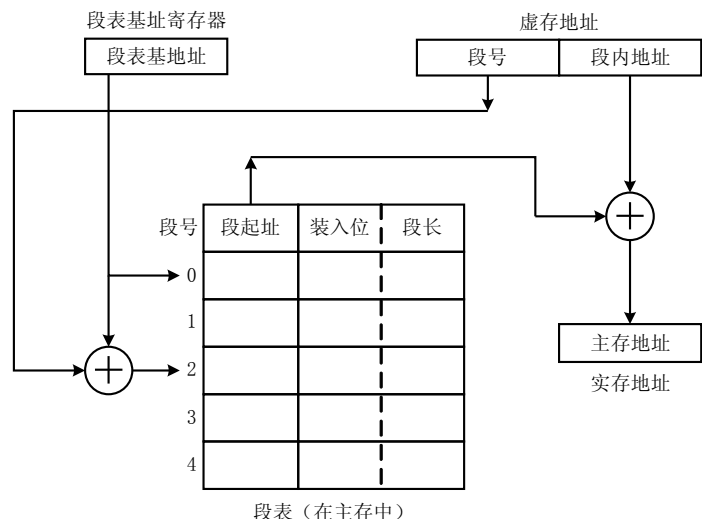 段表基址寄存器
段表基地址
虚存地址
段号 段内地址
段号 段起址 装入位 段长
0
1
2
3
4
主存地址
实存地址
段表（在主存中）